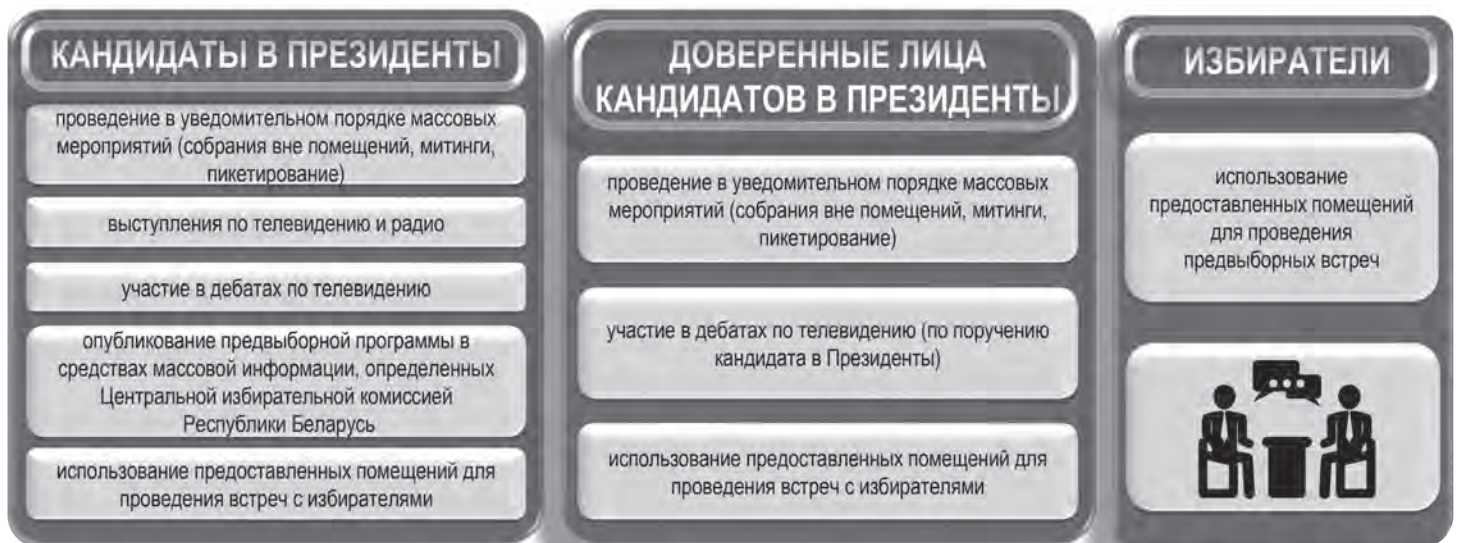 КАНДИДАТЫ В ПРЕЗИДЕНТЫ
проведение в уведомительном порядке массовых
мероприятий (собрания вне помещений, митинги,
пикетирование)
выступления по телевидению и радио
участие в дебатах по телевидению
опубликование предвыборной программы в
средствах массовой информации, определенных
Центральной избирательной комиссией
Республики Беларусь
использование предоставленных помещений для
проведения встреч с избирателями
ДОВЕРЕННЫЕ ЛИЦА
КАНДИДАТОВ В ПРЕЗИДЕНТЫ
проведение в уведомительном порядке массовых
мероприятий (собрания вне помещений, митинги,
пикетирование)
участие в дебатах по телевидению (по поручению
кандидата в Президенты)
использование предоставленных помещений для
проведения встреч с избирателями
ИЗБИРАТЕЛИ
использование
предоставленных помещений
для проведения
предвыборных встреч